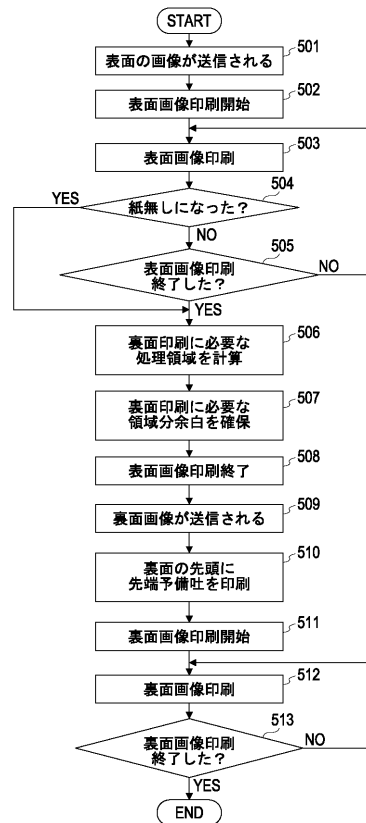 START
501
表面の画像が送信される
502
表面画像印刷開始
503
表面画像印刷
504
YES
紙無しになった？
NO
505
表面画像印刷
終了した？
NO
YES
506
裏面印刷に必要な
処理領域を計算
507
裏面印刷に必要な
領域分余白を確保
508
表面画像印刷終了
509
裏面画像が送信される
510
裏面の先頭に
先端予備吐を印刷
511
裏面画像印刷開始
512
裏面画像印刷
513
裏面画像印刷
終了した？
NO
YES
END